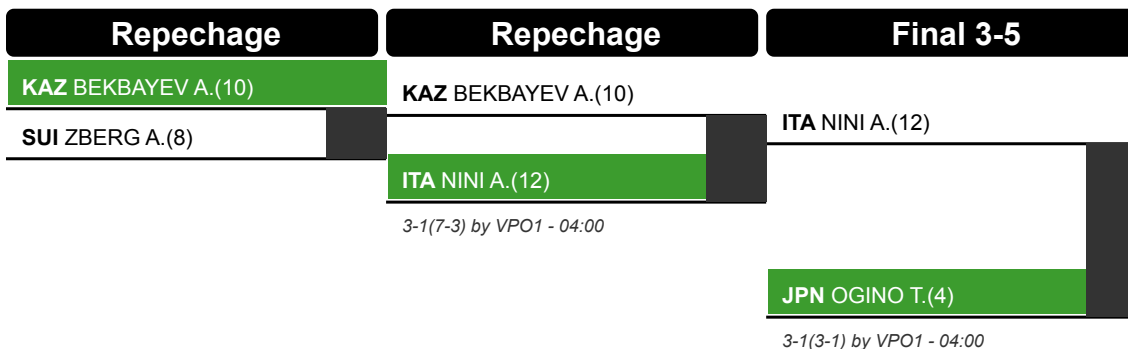 Repechage
KAZ BEKBAYEV A.(10)
SUI ZBERG A.(8)
Repechage
KAZ BEKBAYEV A.(10)
ITA NINI A.(12)
3-1(7-3) by VPO1 - 04:00
Final 3-5
ITA NINI A.(12)
JPN OGINO T.(4)
3-1(3-1) by VPO1 - 04:00